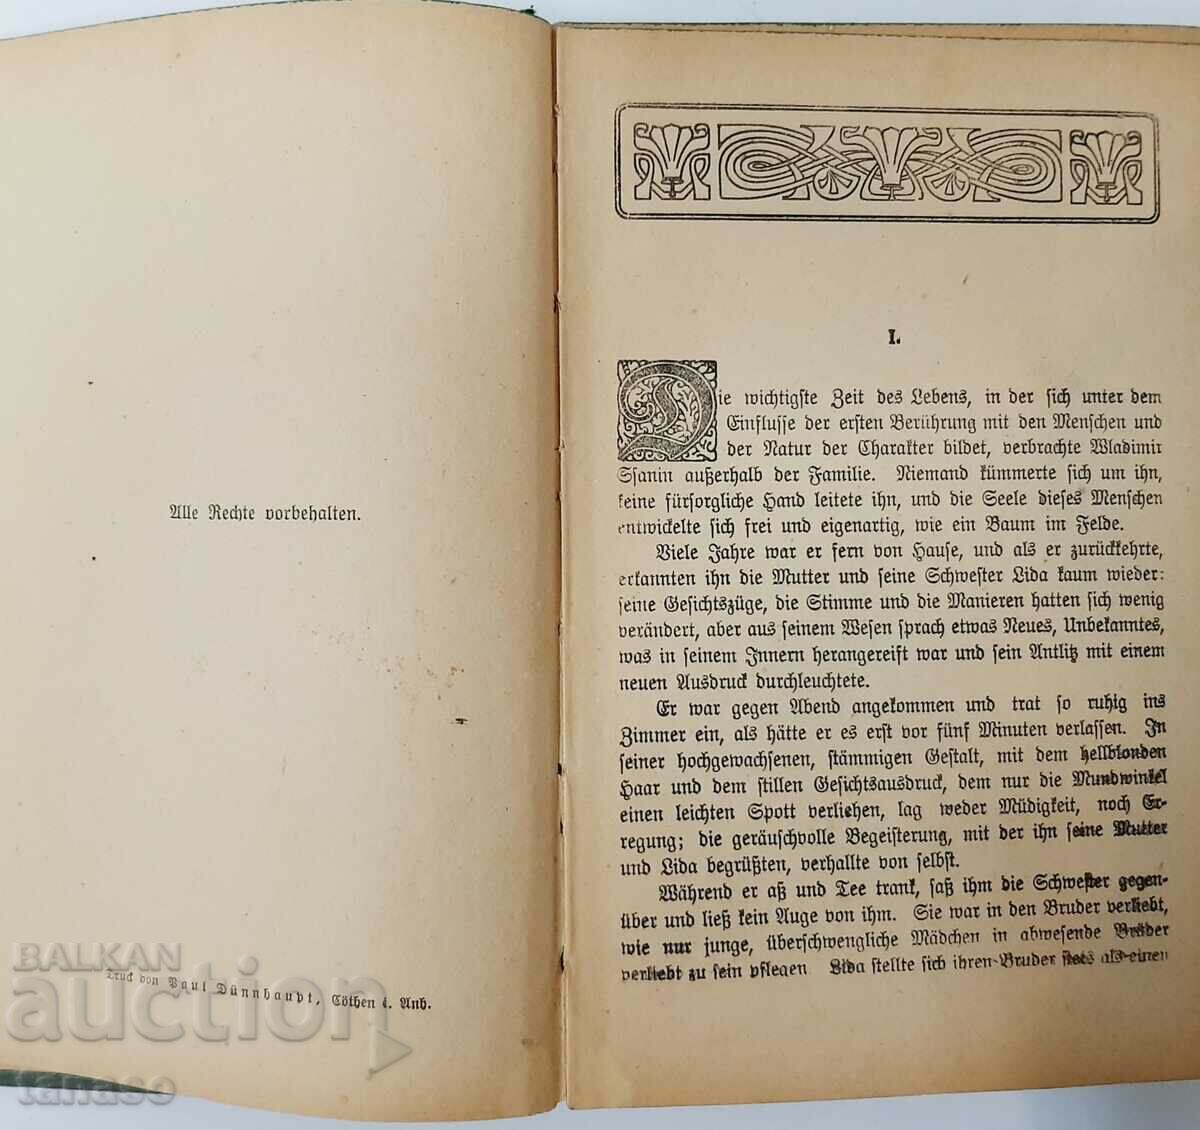 Alle Rechte vorbehalten.
Druck von Paul Dünnhaupt, Cöthen i. Anh.
I.
Die wichtigste Zeit des Lebens, in der sich unter dem
Einflusse der ersten Berührung mit den Menschen und
der Natur der Charakter bildet, verbrachte Wladimir
Ssanin außerhalb der Familie. Niemand kümmerte sich um ihn,
keine fürsorgliche Hand leitete ihn, und die Seele dieses Menschen
entwickelte sich frei und eigenartig, wie ein Baum im Felde.
Viele Jahre war er fern von Hause, und als er zurückkehrte,
erkannten ihn die Mutter und seine Schwester Lida kaum wieder:
seine Gesichtszüge, die Stimme und die Manieren hatten sich wenig
verändert, aber aus seinem Wesen sprach etwas Neues, Unbekanntes,
was in seinem Innern herangereift war und sein Antlitz mit einem
neuen Ausdruck durchleuchtete.
Er war gegen Abend angekommen und trat so ruhig ins
Zimmer ein, als hätte er es erst vor fünf Minuten verlassen. In
seiner hochgewachsenen, stämmigen Gestalt, mit dem hellblonden
Haar und dem stillen Gesichtsausdruck, dem nur die Mundwinkel
einen leichten Spott verliehen, lag weder Müdigkeit, noch Er-
regung; die geräuschvolle Begeisterung, mit der ihn seine Mutter
und Lida begrüßten, verhallte von selbst.
Während er aß und Tee trank, saß ihm die Schwester gegen-
über und ließ kein Auge von ihm. Sie war in den Bruder verliebt,
wie nur junge, überschwengliche Mädchen in abwesende Brüder
verliebt zu sein pflegen. Lida stellte sich ihren Bruder stets als einen
BALKAN
auction
tanaso